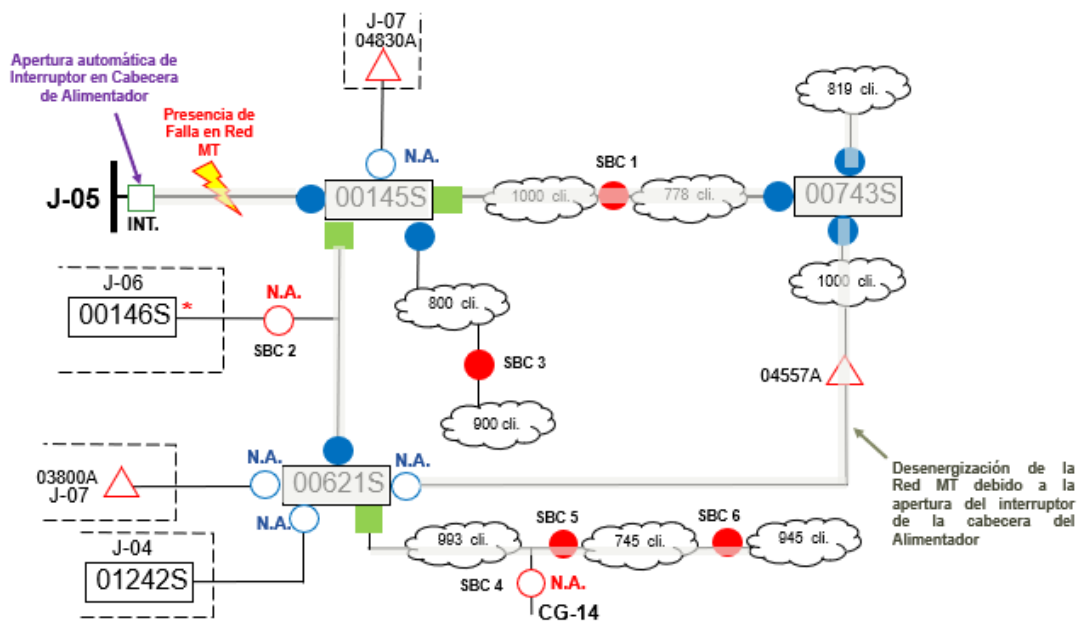 J-07
04830A
Apertura automática de
Interruptor en Cabecera
de Alimentador
Presencia de
Falla en Red
MT
819 cli.
N.A.
SBC 1
J-05
INT.
00145S
1000 cli.
778 cli.
00743S
J-06
00146S *
N.A.
SBC 2
800 cli.
1000 cli.
SBC 3
04557A
900 cli.
03800A
J-07
N.A.
N.A.
00621S
N.A.
Desenergización de la
Red MT debido a la
apertura del interruptor
de la cabecera del
Alimentador
J-04
01242S
993 cli.
SBC 5
745 cli.
SBC 6
945 cli.
SBC 4
N.A.
CG-14